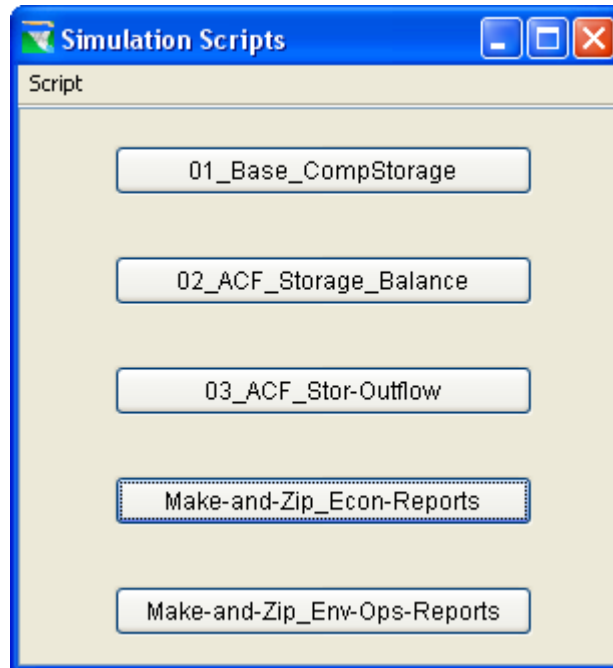 Simulation Scripts
Script
01_Base_CompStorage
02_ACF_Storage_Balance
03_ACF_Stor-Outflow
Make-and-Zip_Econ-Reports
Make-and-Zip_Env-Ops-Reports